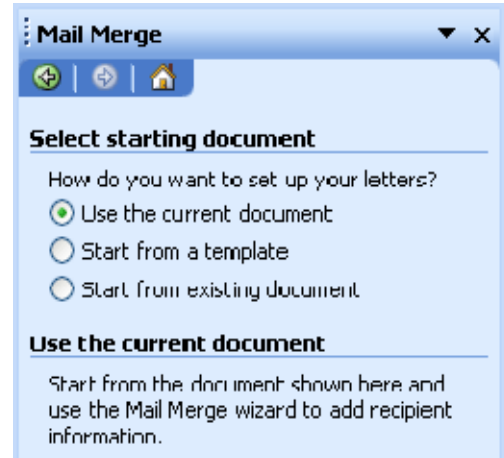 Mail Merge
Select starting document
How do you want to set up your letters?
Use the current document
Start from a template
Start from existing document
Use the current document
Start from the document shown here and
use the Mail Merge wizard to add recipient
information.